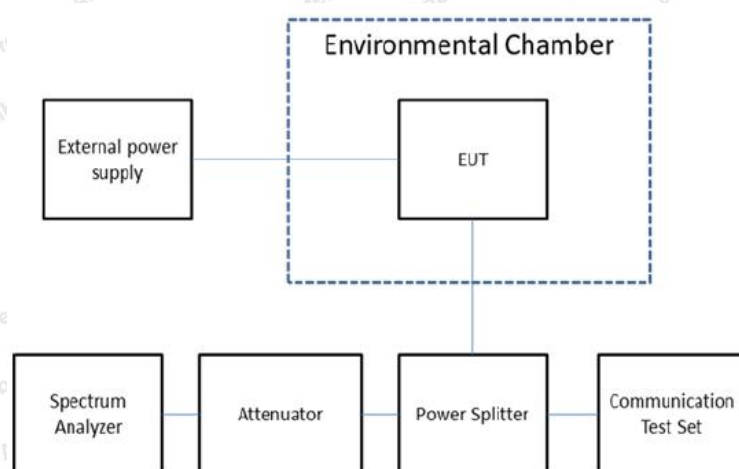 Environmental Chamber
External power
supply
EUT
Spectrum
Analyzer
Attenuator
Power Splitter
Communication
Test Set